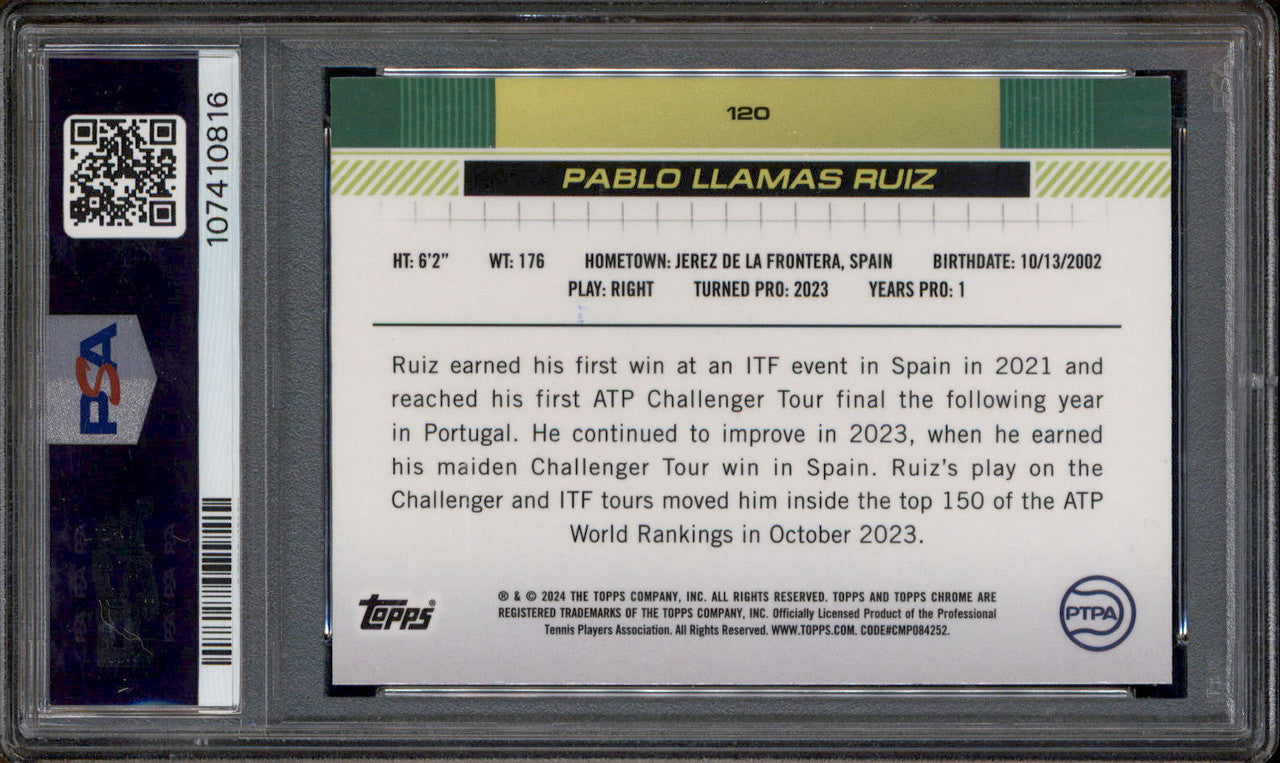 107410816
PSA
120
PABLO LLAMAS RUIZ
HT: 6'2” WT: 176 HOMETOWN: JEREZ DE LA FRONTERA, SPAIN BIRTHDATE: 10/13/2002
PLAY: RIGHT TURNED PRO: 2023 YEARS PRO: 1
Ruiz earned his first win at an ITF event in Spain in 2021 and
reached his first ATP Challenger Tour final the following year
in Portugal. He continued to improve in 2023, when he earned
his maiden Challenger Tour win in Spain. Ruiz's play on the
Challenger and ITF tours moved him inside the top 150 of the ATP
World Rankings in October 2023.
topps®
® & © 2024 THE TOPPS COMPANY, INC. ALL RIGHTS RESERVED. TOPPS AND TOPPS CHROME ARE
REGISTERED TRADEMARKS OF THE TOPPS COMPANY, INC. Officially Licensed Product of the Professional
Tennis Players Association. All Rights Reserved. WWW.TOPPS.COM. CODE#CMP084252.
PTPA